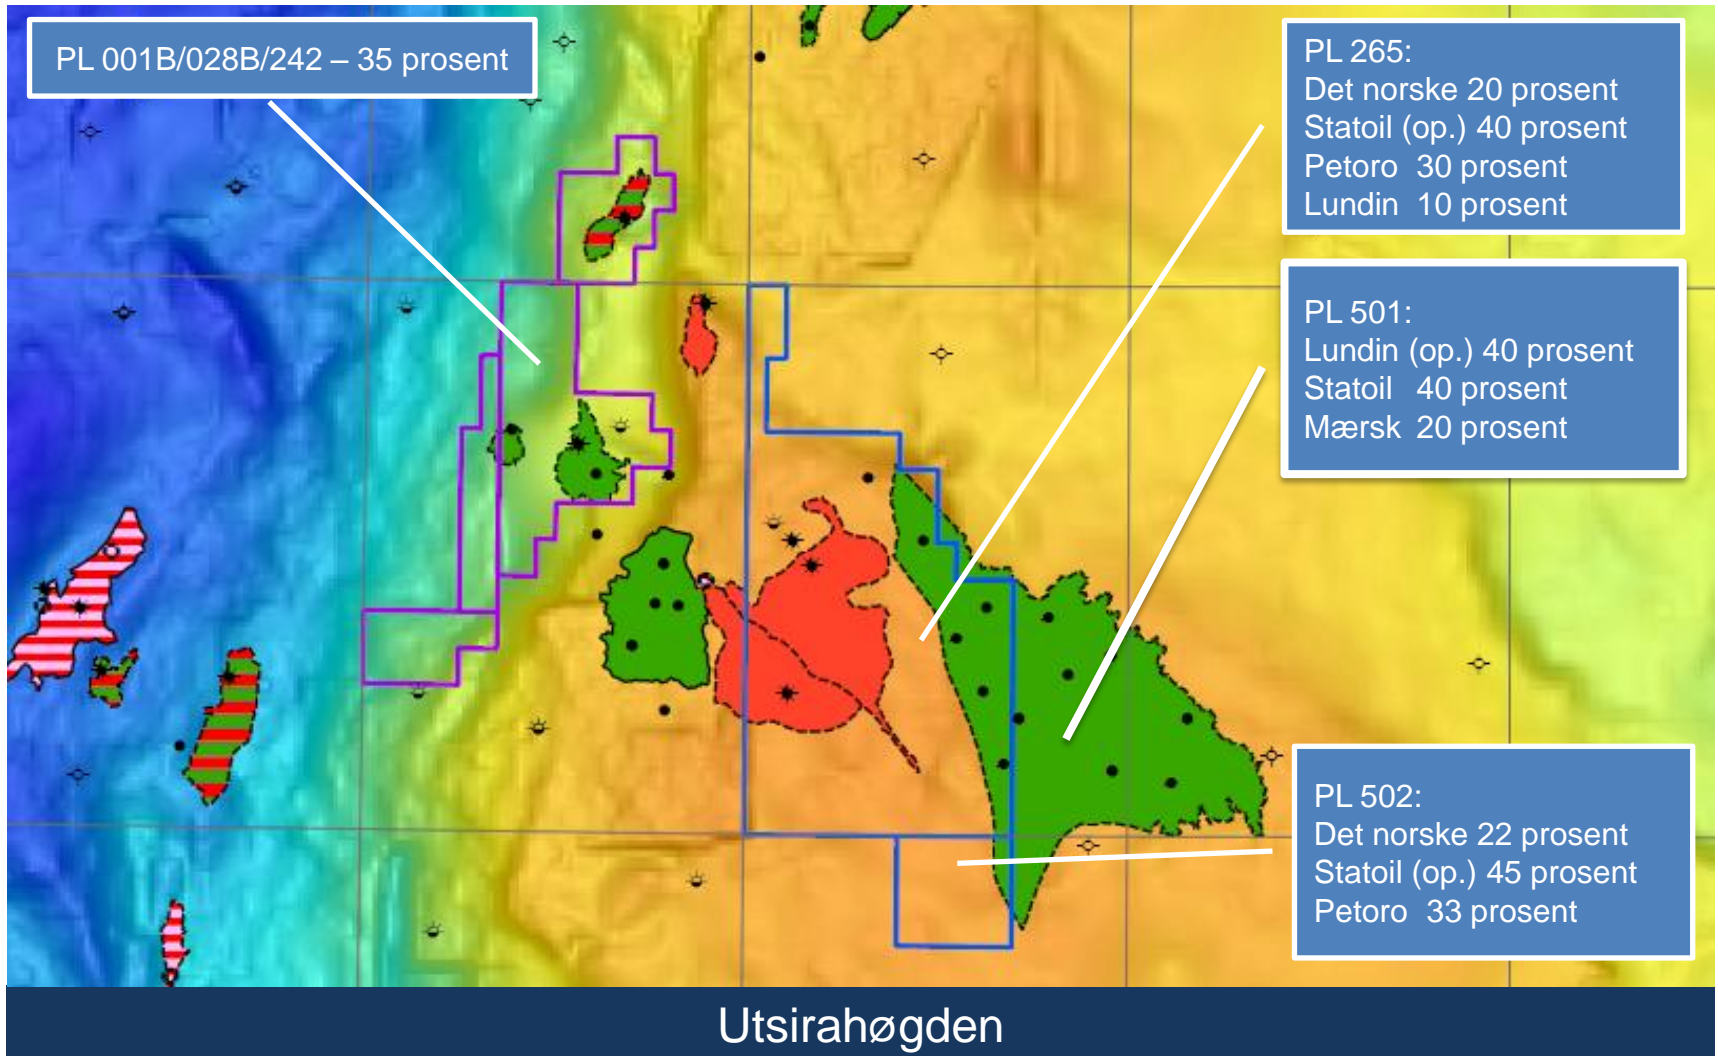 PL 001B/028B/242 – 35 prosent
PL 265:
Det norske 20 prosent
Statoil (op.) 40 prosent
Petoro 30 prosent
Lundin 10 prosent
PL 501:
Lundin (op.) 40 prosent
Statoil 40 prosent
Mærsk 20 prosent
PL 502:
Det norske 22 prosent
Statoil (op.) 45 prosent
Petoro 33 prosent
Utsirahøgden